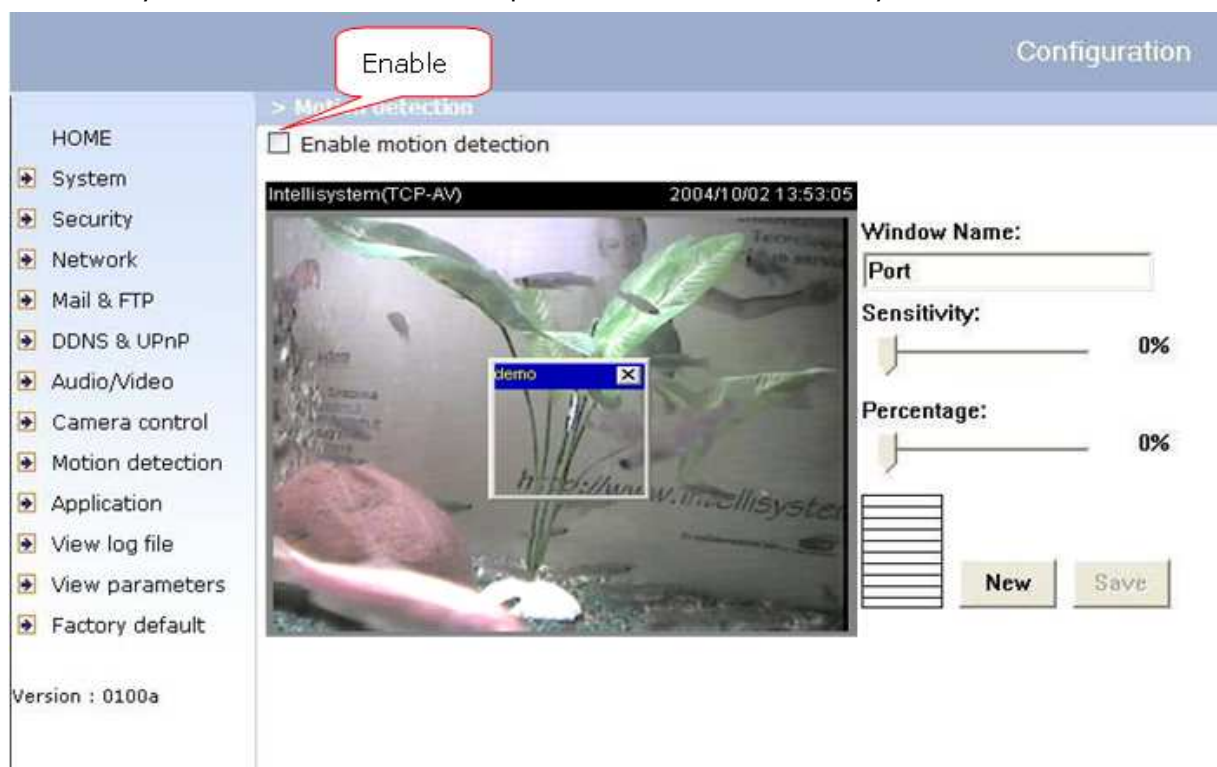 Configuration
Enable
> Motion detection
Enable motion detection
HOME
System
Security
Network
Mail & FTP
DDNS & UPnP
Audio/Video
Camera control
Motion detection
Application
View log file
View parameters
Factory default
Version : 0100a
Intellisystem(TCP-AV) 2004/10/02 13:53:05
demo
Window Name:
Port
Sensitivity:
0%
Percentage:
0%
New Save